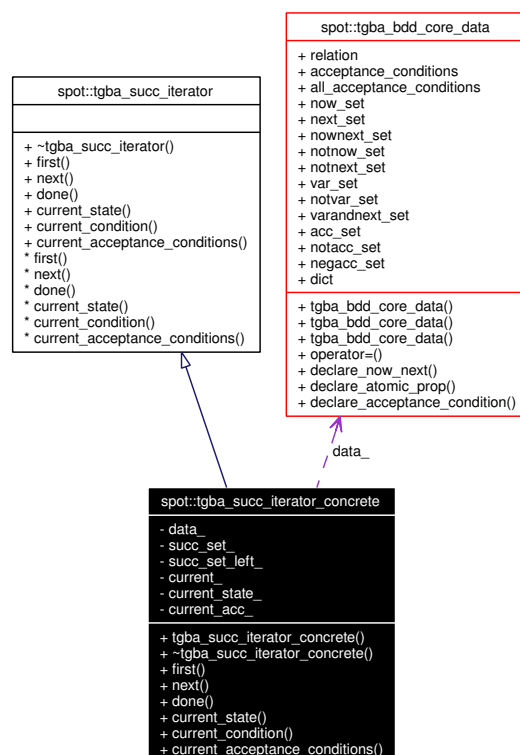 spot::tgba_bdd_core_data
+ relation
+ acceptance_conditions
+ all_acceptance_conditions
+ now_set
+ next_set
+ nownext_set
+ notnow_set
+ notnext_set
+ var_set
+ notvar_set
+ varandnext_set
+ acc_set
+ notacc_set
+ negacc_set
+ dict
+ tgba_bdd_core_data()
+ tgba_bdd_core_data()
+ tgba_bdd_core_data()
+ operator=()
+ declare_now_next()
+ declare_atomic_prop()
+ declare_acceptance_condition()
spot::tgba_succ_iterator
+ ~tgba_succ_iterator()
+ first()
+ next()
+ done()
+ current_state()
+ current_condition()
+ current_acceptance_conditions()
* first()
* next()
* done()
* current_state()
* current_condition()
* current_acceptance_conditions()
data_
spot::tgba_succ_iterator_concrete
- data_
- succ_set_
- succ_set_left_
- current_
- current_state_
- current_acc_
+ tgba_succ_iterator_concrete()
+ ~tgba_succ_iterator_concrete()
+ first()
+ next()
+ done()
+ current_state()
+ current_condition()
+ current_acceptance_conditions()